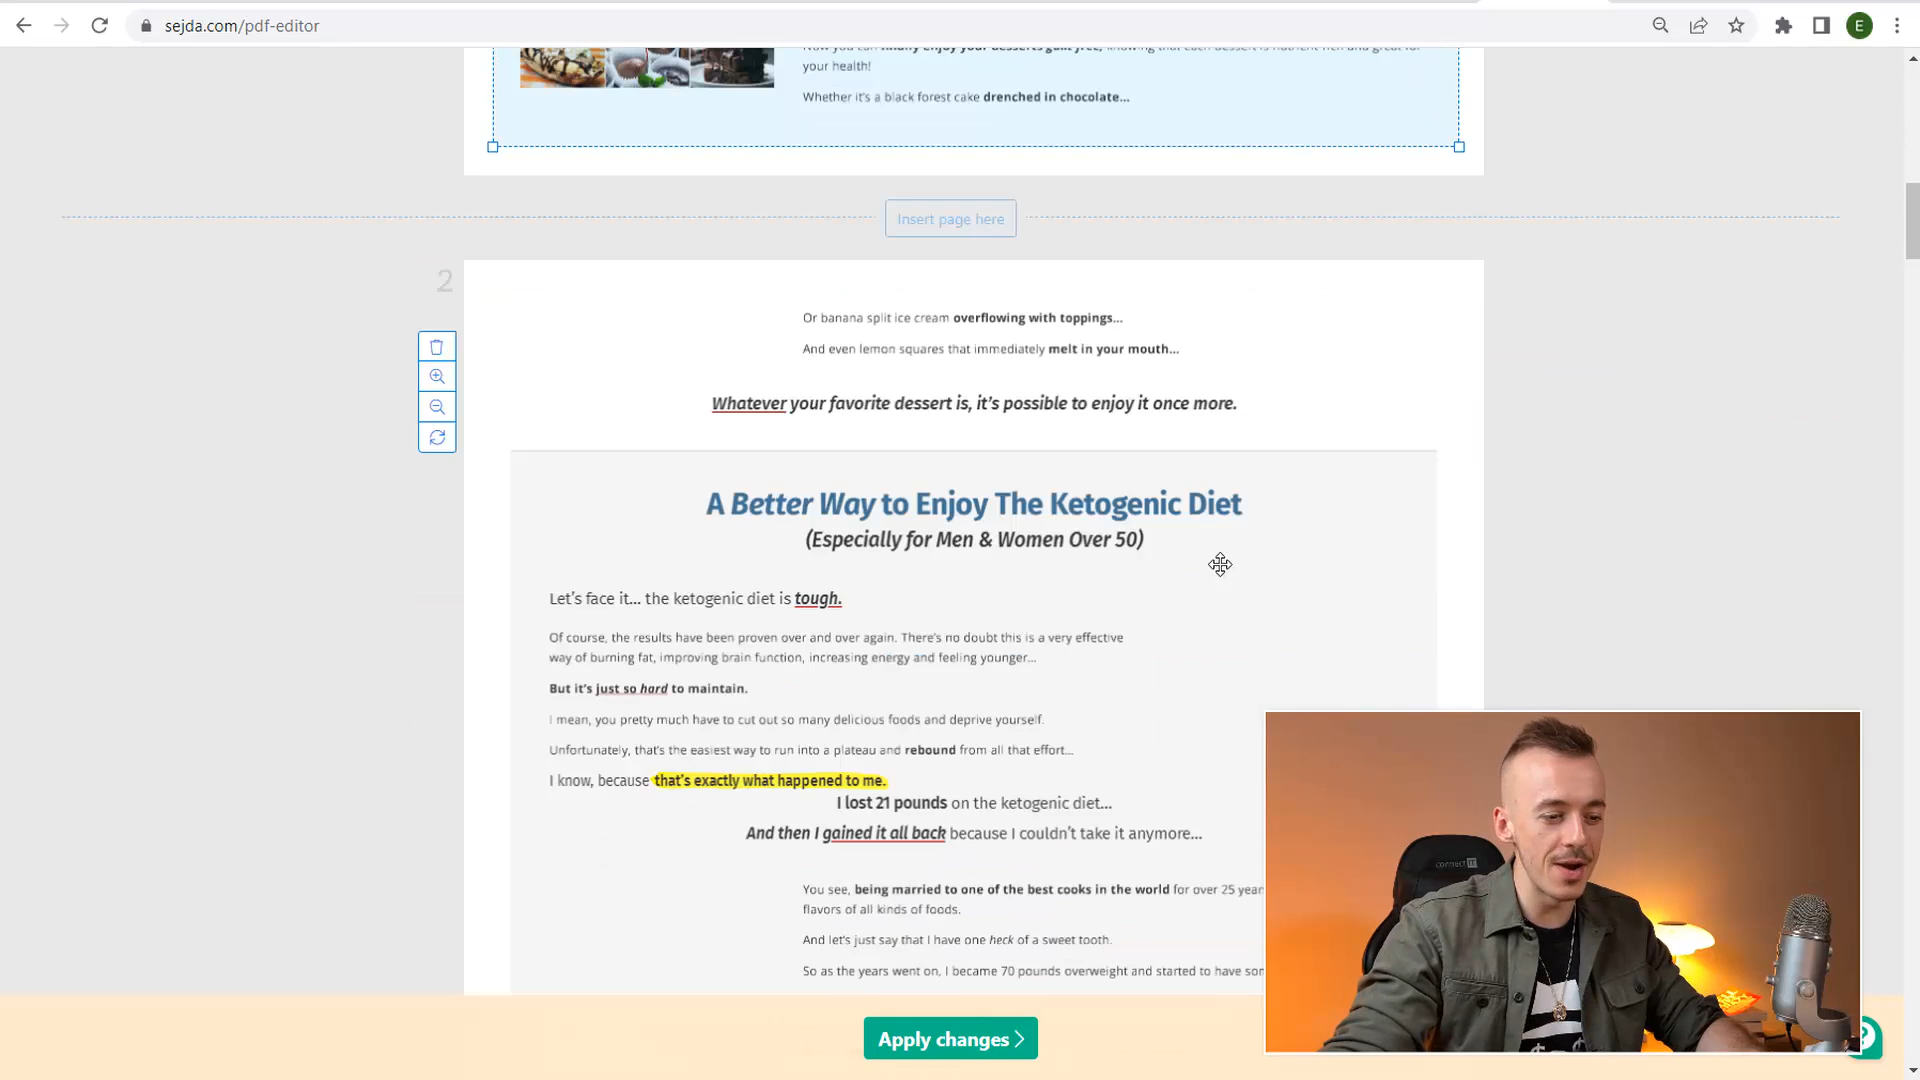 sejda.com/pdf-editor
E
Now you can finally enjoy your desserts guilt free, knowing that each dessert is nutrient rich and great for
your health!
Whether it's a black forest cake drenched in chocolate...
Insert page here
2
Or banana split ice cream overflowing with toppings...
And even lemon squares that immediately melt in your mouth...
Whatever your favorite dessert is, it's possible to enjoy it once more.
A Better Way to Enjoy The Ketogenic Diet
(Especially for Men & Women Over 50)
Let's face it... the ketogenic diet is tough.
Of course, the results have been proven over and over again. There's no doubt this is a very effective
way of burning fat, improving brain function, increasing energy and feeling younger...
But it's just so hard to maintain.
I mean, you pretty much have to cut out so many delicious foods and deprive yourself.
Unfortunately, that's the easiest way to run into a plateau and rebound from all that effort...
I know, because that's exactly what happened to me.
I lost 21 pounds on the ketogenic diet...
And then I gained it all back because I couldn't take it anymore...
You see, being married to one of the best cooks in the world for over 25
flavors of all kinds of foods.
And let's just say that I have one heck of a sweet tooth.
So as the years went on, I became 70 pounds overweight and started to have
connect IT
Apply changes
?